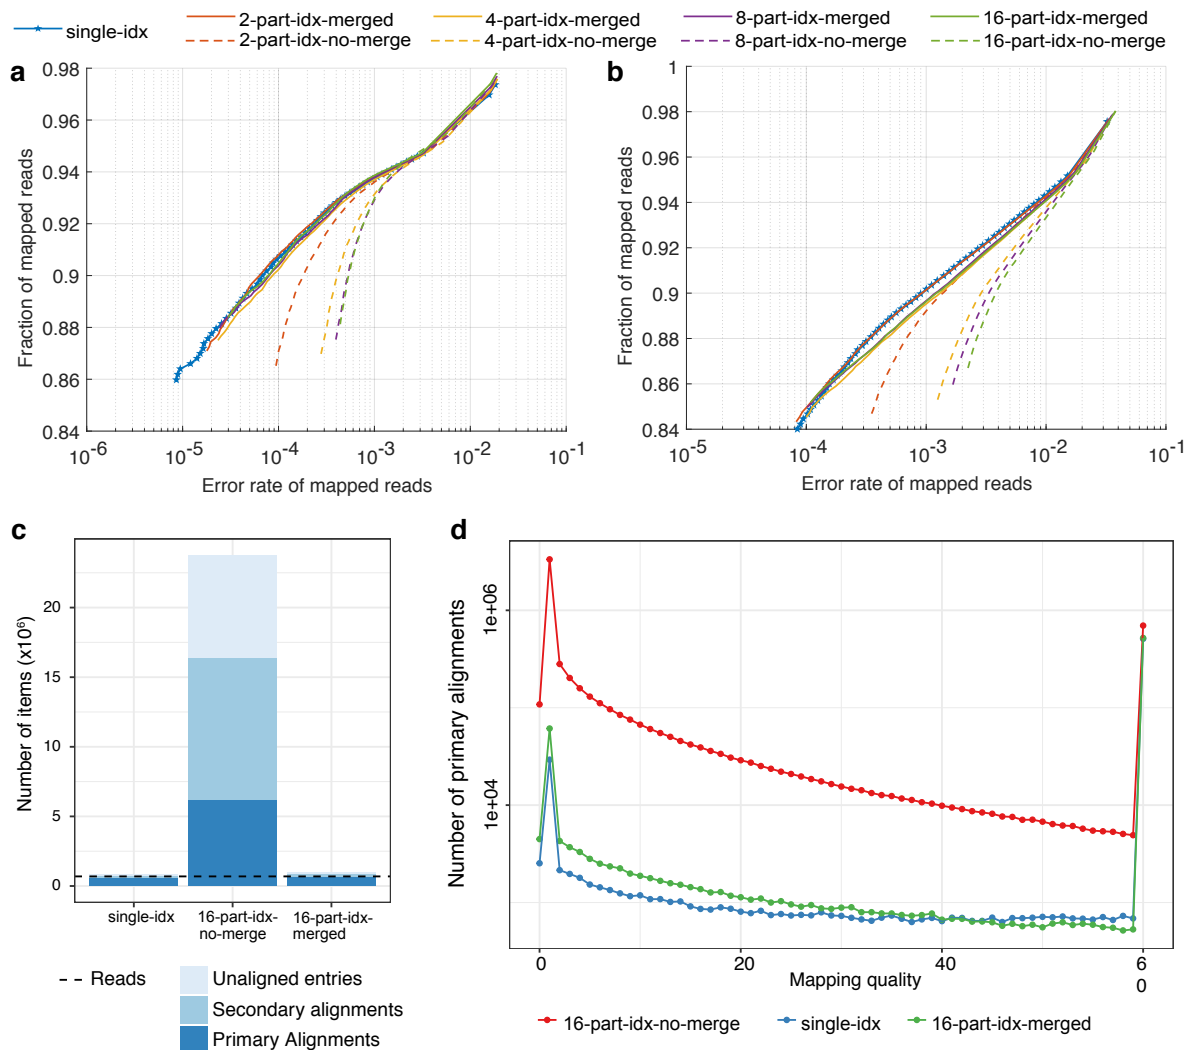 single-idx
2-part-idx-merged
2-part-idx-no-merge
4-part-idx-merged
4-part-idx-no-merge
8-part-idx-merged
8-part-idx-no-merge
16-part-idx-merged
16-part-idx-no-merge
a
0.98
0.96
0.94
0.92
0.9
0.88
0.86
0.84
Fraction of mapped reads
10-6
10-5
10-4
10-3
10-2
10-1
Error rate of mapped reads
b
1
0.98
0.96
0.94
0.92
0.9
0.88
0.86
0.84
Fraction of mapped reads
10-5
10-4
10-3
10-2
10-1
Error rate of mapped reads
c
Number of items (x10⁶)
20
15
10
5
0
single-idx
16-part-idx-
no-merge
16-part-idx-
merged
Reads
Unaligned entries
Secondary alignments
Primary Alignments
d
Number of primary alignments
1e+06
1e+04
0
20
40
6
0
Mapping quality
16-part-idx-no-merge
single-idx
16-part-idx-merged